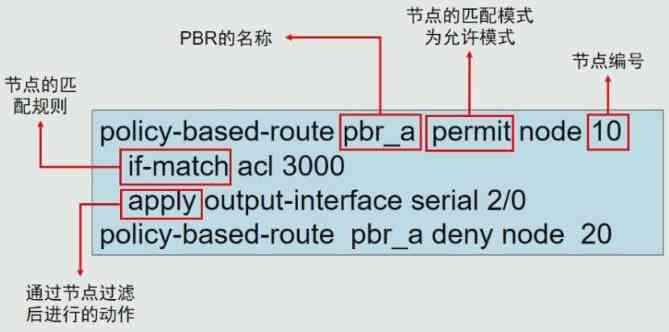 节点的匹配模式
为允许模式
PBR的名称
节点编号
节点的匹
配规则
policy-based-route pbr_a permit node 10
if-match acl 3000
apply output-interface serial 2/0
policy-based-route pbr_a deny node 20
通过节点过滤
后进行的动作